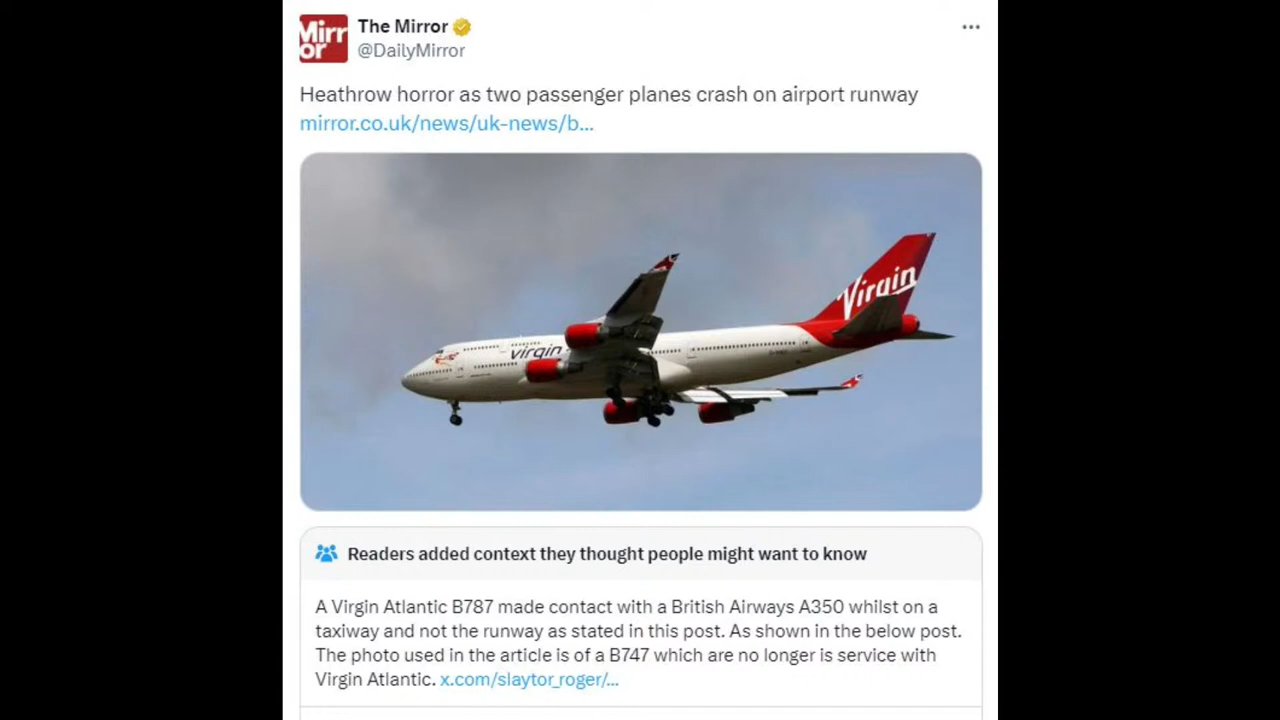 Mirr
or
The Mirror
@DailyMirror
Heathrow horror as two passenger planes crash on airport runway
mirror.co.uk/news/uk-news/b...
Virgin
virgin
Readers added context they thought people might want to know
A Virgin Atlantic B787 made contact with a British Airways A350 whilst on a
taxiway and not the runway as stated in this post. As shown in the below post.
The photo used in the article is of a B747 which are no longer is service with
Virgin Atlantic. x.com/slaytor_roger/...